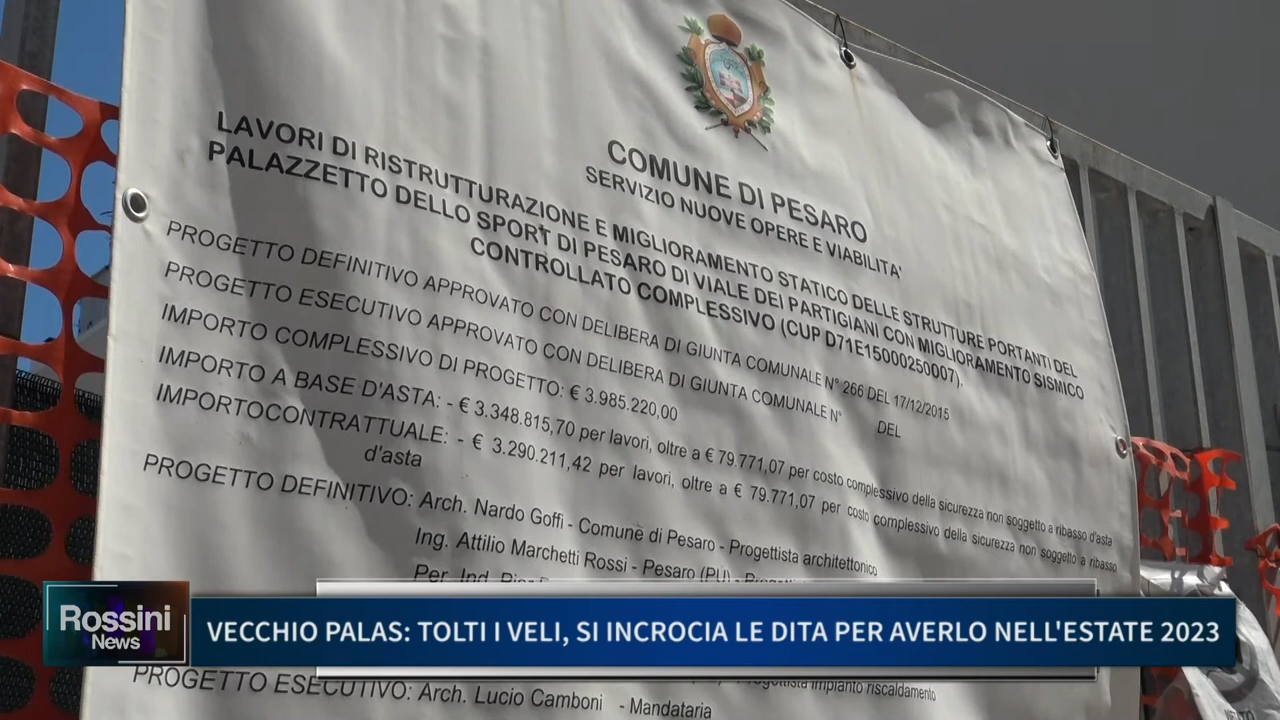 COMUNE DI PESARO
SERVIZIO NUOVE OPERE E VIABILITA'
LAVORI DI RISTRUTTURAZIONE E MIGLIORAMENTO STATICO DELLE STRUTTURE PORTANTI DEL
PALAZZETTO DELLO SPORT DI PESARO DI VIALE DEI PARTIGIANI CON MIGLIORAMENTO SISMICO
CONTROLLATO COMPLESSIVO (CUP D71E15000250007).
PROGETTO DEFINITIVO APPROVATO CON DELIBERA DI GIUNTA COMUNALE N° 266 DEL 17/12/2015
PROGETTO ESECUTIVO APPROVATO CON DELIBERA DI GIUNTA COMUNALE N° DEL
IMPORTO COMPLESSIVO DI PROGETTO: € 3.985.220,00
IMPORTO A BASE D'ASTA: - € 3.348.815,70 per lavori, oltre a € 79.771,07 per costo complessivo della sicurezza non soggetto a ribasso d'asta
IMPORTOCONTRATTUALE: - € 3.290.211,42 per lavori, oltre a € 79.771,07 per costo complessivo della sicurezza non soggetto a ribasso
d'asta
PROGETTO DEFINITIVO: Arch. Nardo Goffi - Comune di Pesaro - Progettista architettonico
Ing. Attilio Marchetti Rossi - Pesaro (PU) -
Per. Ind.
Rossini
News
VECCHIO PALAS: TOLTI I VELI, SI INCROCIA LE DITA PER AVERLO NELL'ESTATE 2023
Progettista impianto riscaldamento
PROGETTO ESECUTIVO: Arch. Lucio Camboni - Mandataria